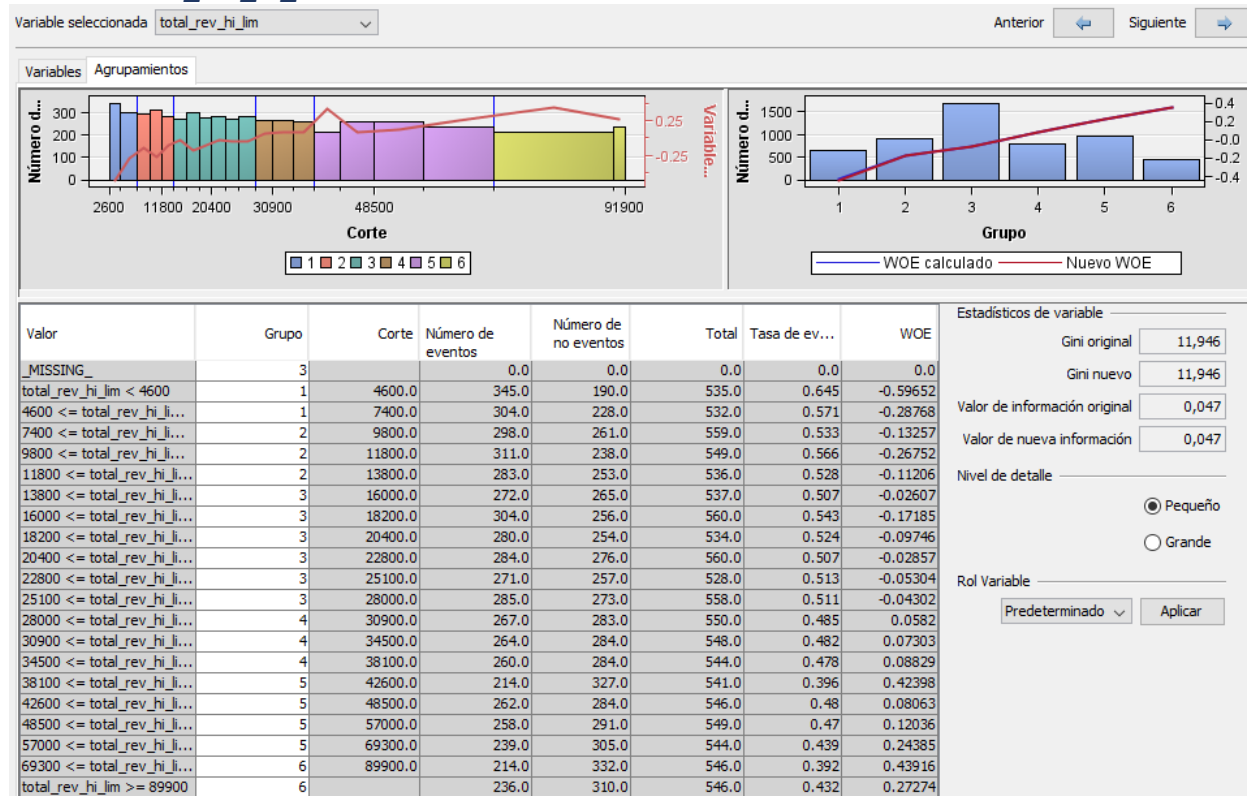 Variable seleccionada total_rev_hi_lim Anterior Siguiente
Variables Agrupamientos
Número d...
300
200
100
0
0.25
-0.25
Variable...
2600 11800 20400 30900 48500 91900
Corte
1 2 3 4 5 6
Número d...
1500
1000
500
0
0.4
0.2
-0.0
-0.2
-0.4
1 2 3 4 5 6
Grupo
WOE calculado Nuevo WOE
Valor Grupo Corte Número de eventos Número de no eventos Total Tasa de ev... WOE
_MISSING_ 3 0.0 0.0 0.0 0.0 0.0
total_rev_hi_lim < 4600 1 4600.0 345.0 190.0 535.0 0.645 -0.59652
4600 <= total_rev_hi_li... 1 7400.0 304.0 228.0 532.0 0.571 -0.28768
7400 <= total_rev_hi_li... 2 9800.0 298.0 261.0 559.0 0.533 -0.13257
9800 <= total_rev_hi_li... 2 11800.0 311.0 238.0 549.0 0.566 -0.26752
11800 <= total_rev_hi_li... 2 13800.0 283.0 253.0 536.0 0.528 -0.11206
13800 <= total_rev_hi_li... 3 16000.0 272.0 265.0 537.0 0.507 -0.02607
16000 <= total_rev_hi_li... 3 18200.0 304.0 256.0 560.0 0.543 -0.17185
18200 <= total_rev_hi_li... 3 20400.0 280.0 254.0 534.0 0.524 -0.09746
20400 <= total_rev_hi_li... 3 22800.0 284.0 276.0 560.0 0.507 -0.02857
22800 <= total_rev_hi_li... 3 25100.0 271.0 257.0 528.0 0.513 -0.05304
25100 <= total_rev_hi_li... 3 28000.0 285.0 273.0 558.0 0.511 -0.04302
28000 <= total_rev_hi_li... 4 30900.0 267.0 283.0 550.0 0.485 0.0582
30900 <= total_rev_hi_li... 4 34500.0 264.0 284.0 548.0 0.482 0.07303
34500 <= total_rev_hi_li... 4 38100.0 260.0 284.0 544.0 0.478 0.08829
38100 <= total_rev_hi_li... 5 42600.0 214.0 327.0 541.0 0.396 0.42398
42600 <= total_rev_hi_li... 5 48500.0 262.0 284.0 546.0 0.48 0.08063
48500 <= total_rev_hi_li... 5 57000.0 258.0 291.0 549.0 0.47 0.12036
57000 <= total_rev_hi_li... 5 69300.0 239.0 305.0 544.0 0.439 0.24385
69300 <= total_rev_hi_li... 6 89900.0 214.0 332.0 546.0 0.392 0.43916
total_rev_hi_lim >= 89900 6 236.0 310.0 546.0 0.432 0.27274
Estadísticos de variable
Gini original 11,946
Gini nuevo 11,946
Valor de información original 0,047
Valor de nueva información 0,047
Nivel de detalle
Pequeño
Grande
Rol Variable
Predeterminado Aplicar